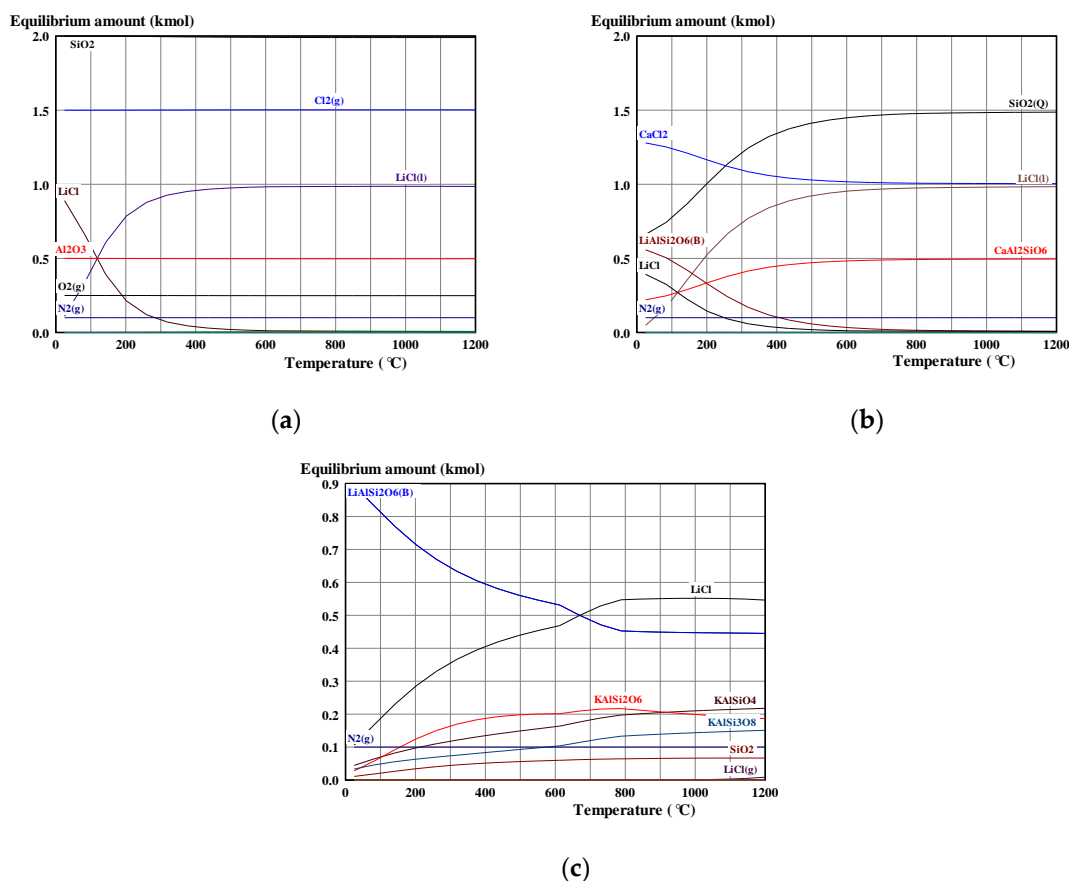 Equilibrium amount (kmol)
2.0
SiO2
Cl2(g)
1.5
LiCl
LiCl(l)
1.0
Al2O3
0.5
O2(g)
N2(g)
0.0
0 200 400 600 800 1000 1200
Temperature (°C)
(a)
Equilibrium amount (kmol)
2.0
SiO2(Q)
1.5
CaCl2
LiCl(l)
1.0
LiAlSi2O6(B)
CaAl2SiO6
LiCl
0.5
N2(g)
0.0
0 200 400 600 800 1000 1200
Temperature (°C)
(b)
Equilibrium amount (kmol)
0.9
LiAlSi2O6(B)
0.8
0.7
0.6
LiCl
0.5
0.4
0.3
KAlSi2O6
KAlSiO4
0.2
KAlSi3O8
N2(g)
0.1
SiO2
LiCl(g)
0.0
0 200 400 600 800 1000 1200
Temperature (°C)
(c)